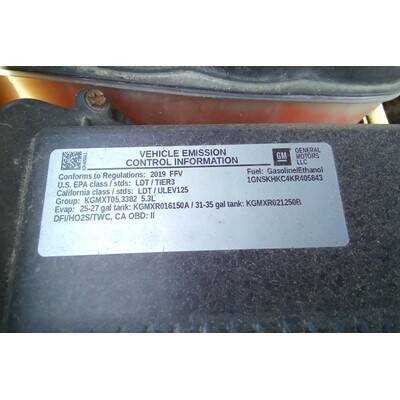 VEHICLE EMISSION
CONTROL INFORMATION
GM GENERAL
MOTORS
LLC
Conforms to Regulations: 2019 FFV
Fuel: Gasoline/Ethanol
U.S. EPA class / stds: LDT / TIER3
1GNSKHKC4KR405843
California class / stds: LDT / ULEV125
Group: KGMXT05.3382 5.3L
Evap: 25-27 gal tank: KGMXR016150A / 31-35 gal tank: KGMXR021250B
DFI/HO2S/TWC, CA OBD: II